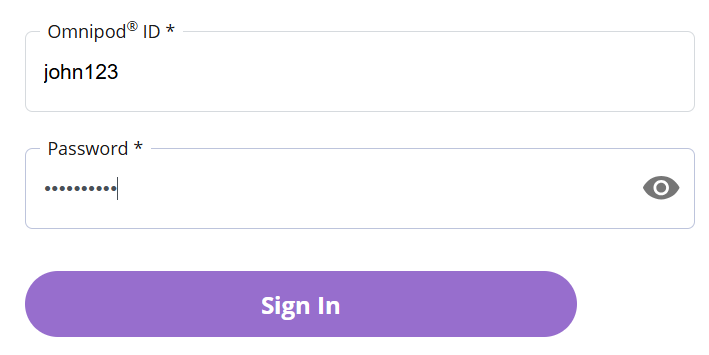 Omnipod® ID *
john123
Password *
••••••••••
Sign In